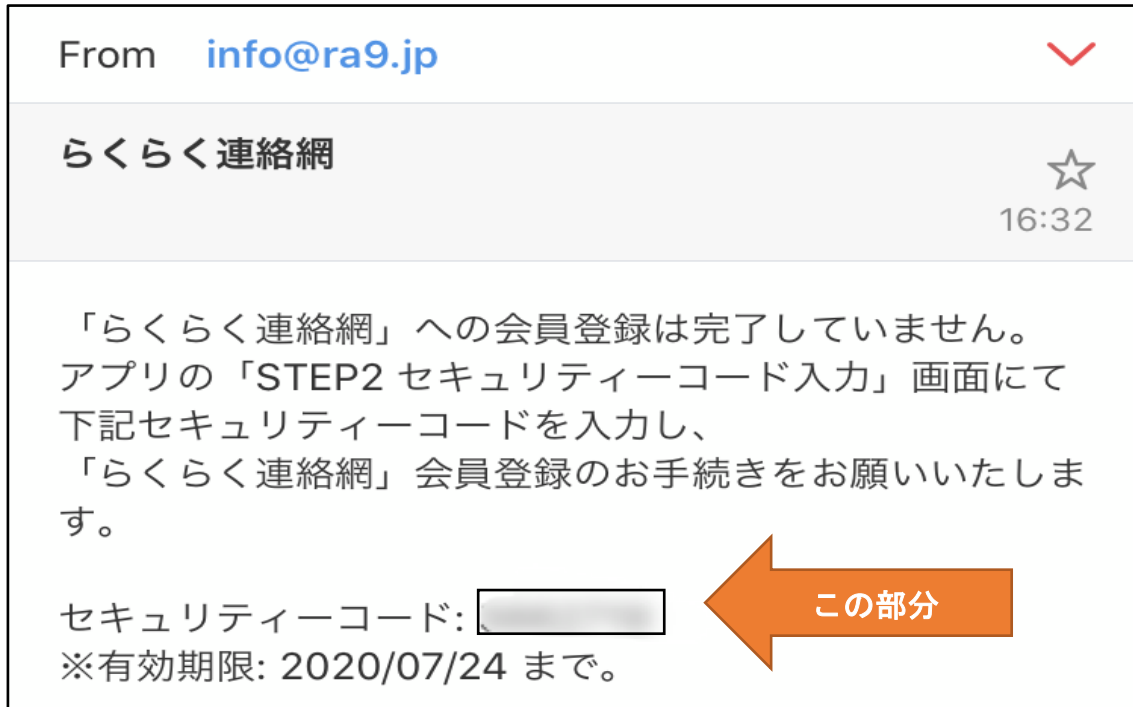 From info@ra9.jp
らくらく連絡網
16:32
「らくらく連絡網」への会員登録は完了していません。
アプリの「STEP2 セキュリティーコード入力」画面にて
下記セキュリティーコードを入力し、
「らくらく連絡網」会員登録のお手続きをお願いいたしま
す。
セキュリティーコード:
この部分
※有効期限: 2020/07/24 まで。